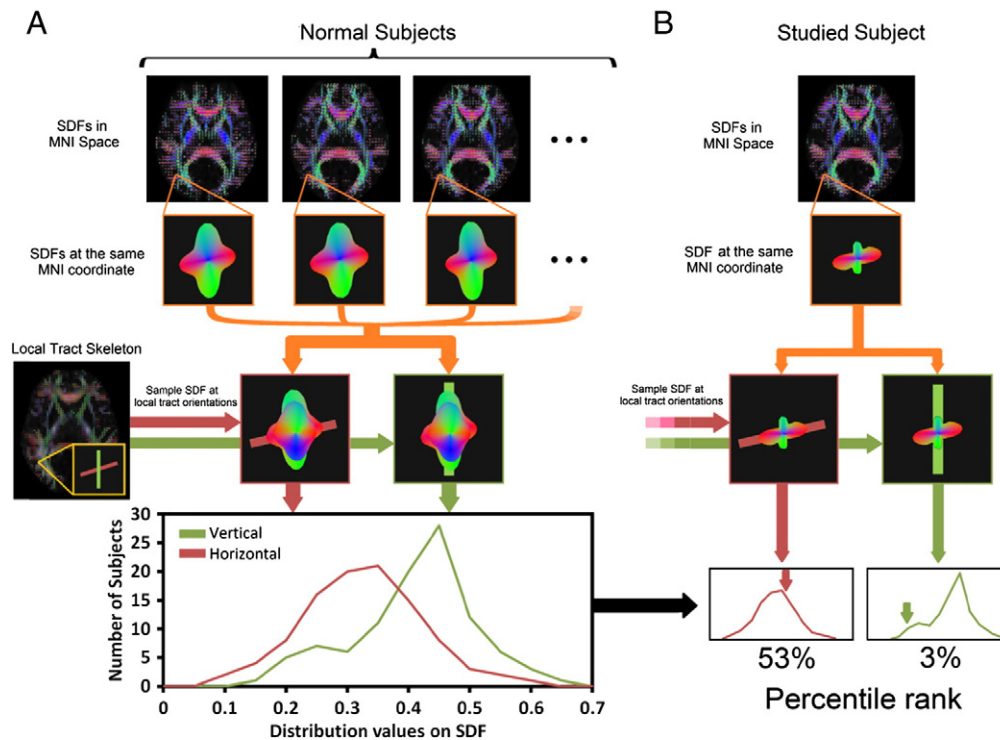 A
Normal Subjects
SDFs in
MNI Space
SDFs at the same
MNI coordinate
Local Tract Skeleton
Sample SDF at
local tract orientations
Number of Subjects
30
25
20
15
10
5
0
Vertical
Horizontal
0 0.1 0.2 0.3 0.4 0.5 0.6 0.7
Distribution values on SDF
B
Studied Subject
SDFs in
MNI Space
SDF at the same
MNI coordinate
Sample SDF at
local tract orientations
53% 3%
Percentile rank